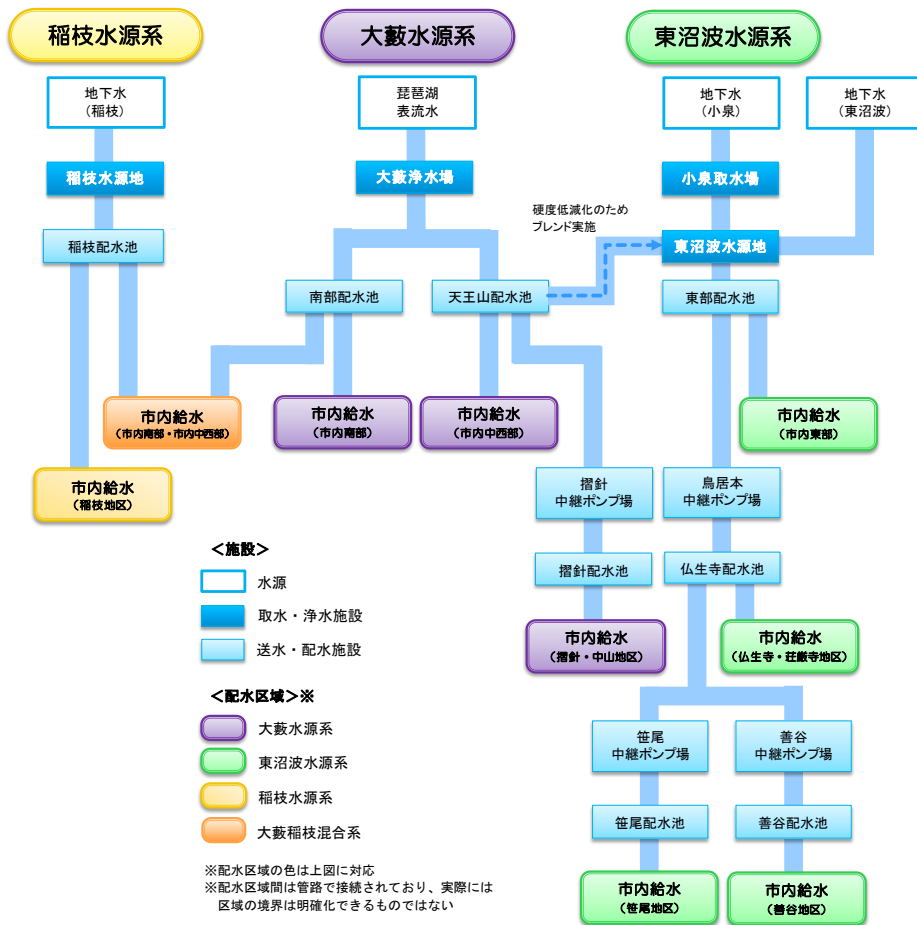 稲枝水源系
大藪水源系
東沼波水源系
地下水
（稲枝）
琵琶湖
表流水
地下水
（小泉）
地下水
（東沼波）
稲枝水源地
大藪浄水場
小泉取水場
硬度低減化のため
ブレンド実施
稲枝配水池
東沼波水源地
南部配水池
天王山配水池
東部配水池
市内給水
（市内南部・市内中西部）
市内給水
（市内南部）
市内給水
（市内中西部）
市内給水
（市内東部）
市内給水
（稲枝地区）
摺針
中継ポンプ場
鳥居本
中継ポンプ場
＜施設＞
水源
取水・浄水施設
送水・配水施設
摺針配水池
仏生寺配水池
市内給水
（摺針・中山地区）
市内給水
（仏生寺・荘厳寺地区）
＜配水区域＞※
大藪水源系
東沼波水源系
稲枝水源系
大藪稲枝混合系
笹尾
中継ポンプ場
善谷
中継ポンプ場
笹尾配水池
善谷配水池
市内給水
（笹尾地区）
市内給水
（善谷地区）
※配水区域の色は上図に対応
※配水区域間は管路で接続されており、実際には
区域の境界は明確化できるものではない